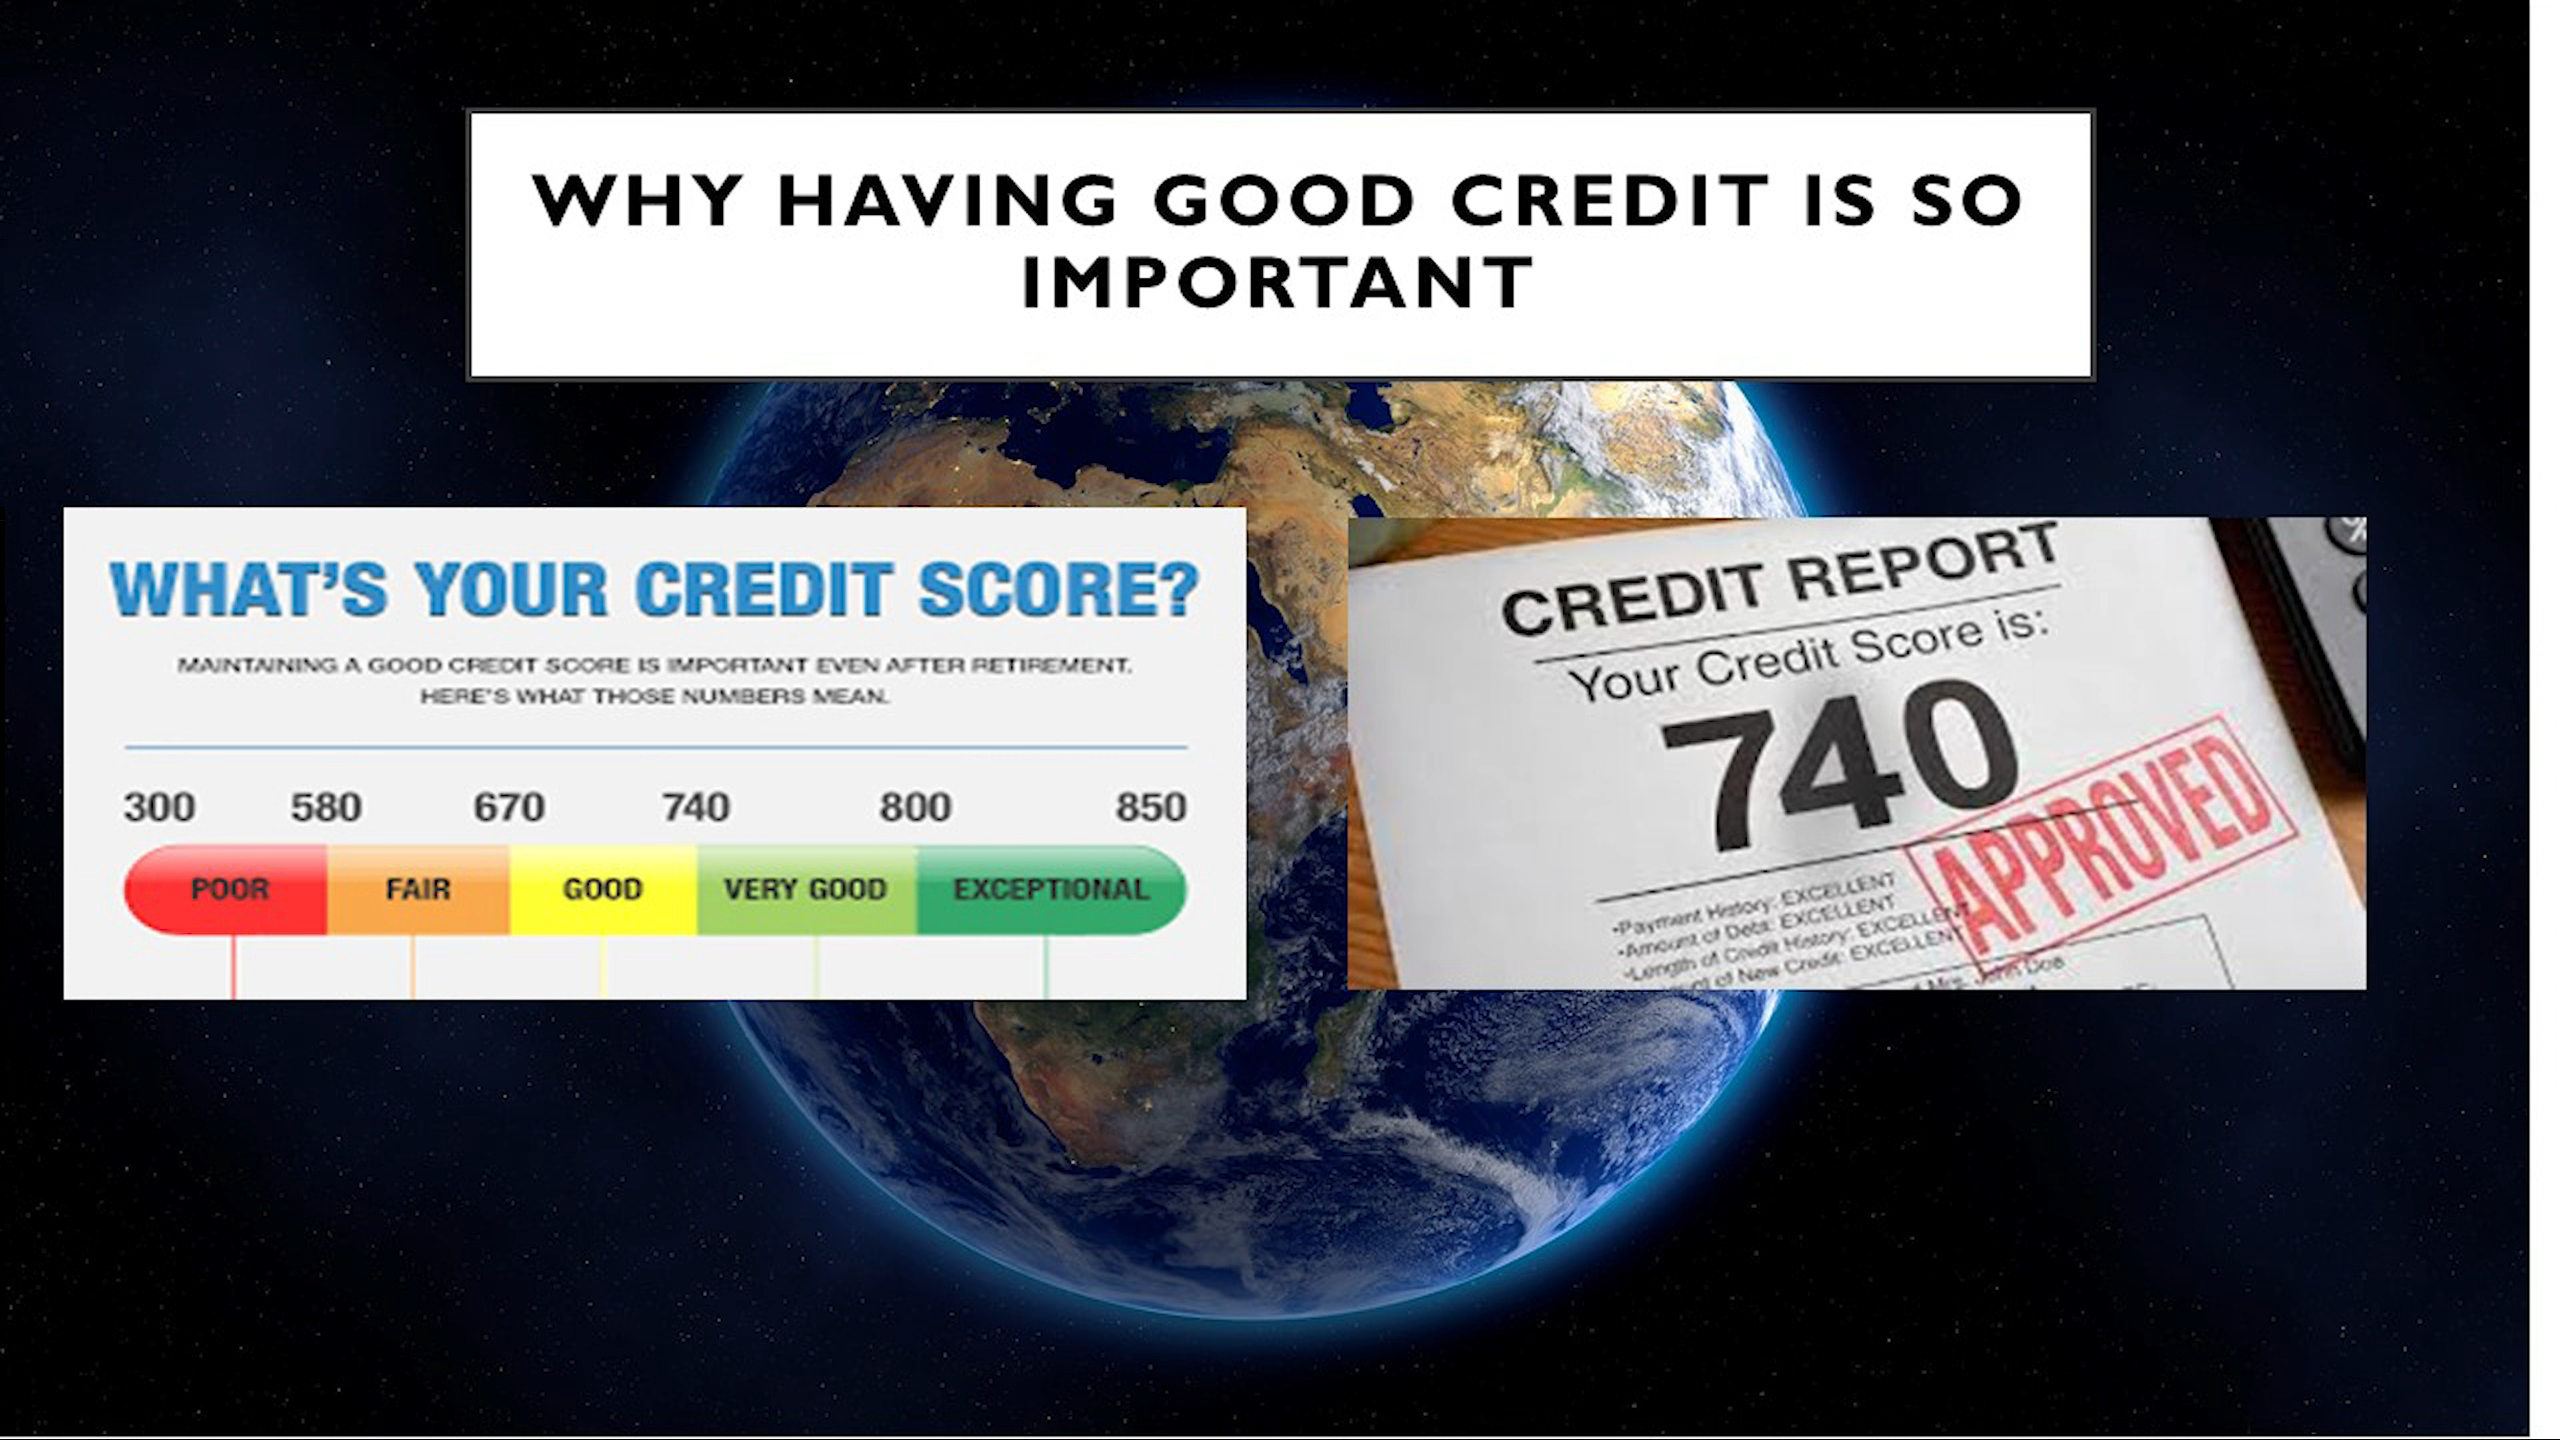 WHY HAVING GOOD CREDIT IS SO
IMPORTANT
WHAT'S YOUR CREDIT SCORE?
MAINTAINING A GOOD CREDIT SCORE IS IMPORTANT EVEN AFTER RETIREMENT.
HERE'S WHAT THOSE NUMBERS MEAN.
300 580 670 740 800 850
POOR FAIR GOOD VERY GOOD EXCEPTIONAL
CREDIT REPORT
Your Credit Score is:
740
APPROVED
•Payment History: EXCELLENT
•Amount of Debt: EXCELLENT
•Length of Credit History: EXCELLENT
of New Credit: EXCELLENT
Mrs. John Doe